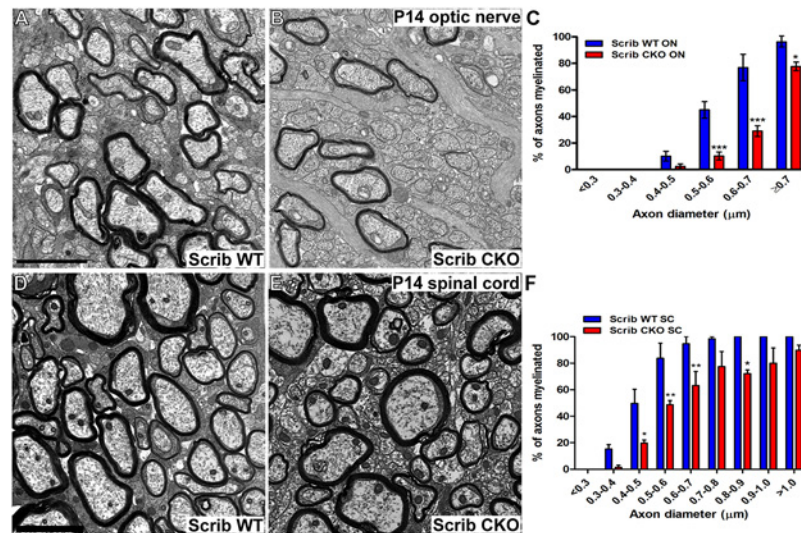 A
B
P14 optic nerve
Scrib WT
Scrib CKO
C
Scrib WT ON
Scrib CKO ON
% of axons myelinated
100
80
60
40
20
0
***
***
*
<0.3
0.3-0.4
0.4-0.5
0.5-0.6
0.6-0.7
≥0.7
Axon diameter (μm)
D
E
P14 spinal cord
Scrib WT
Scrib CKO
F
Scrib WT SC
Scrib CKO SC
% of axons myelinated
100
80
60
40
20
0
*
**
**
*
<0.3
0.3-0.4
0.4-0.5
0.5-0.6
0.6-0.7
0.7-0.8
0.8-0.9
0.9-1.0
>1.0
Axon diameter (μm)